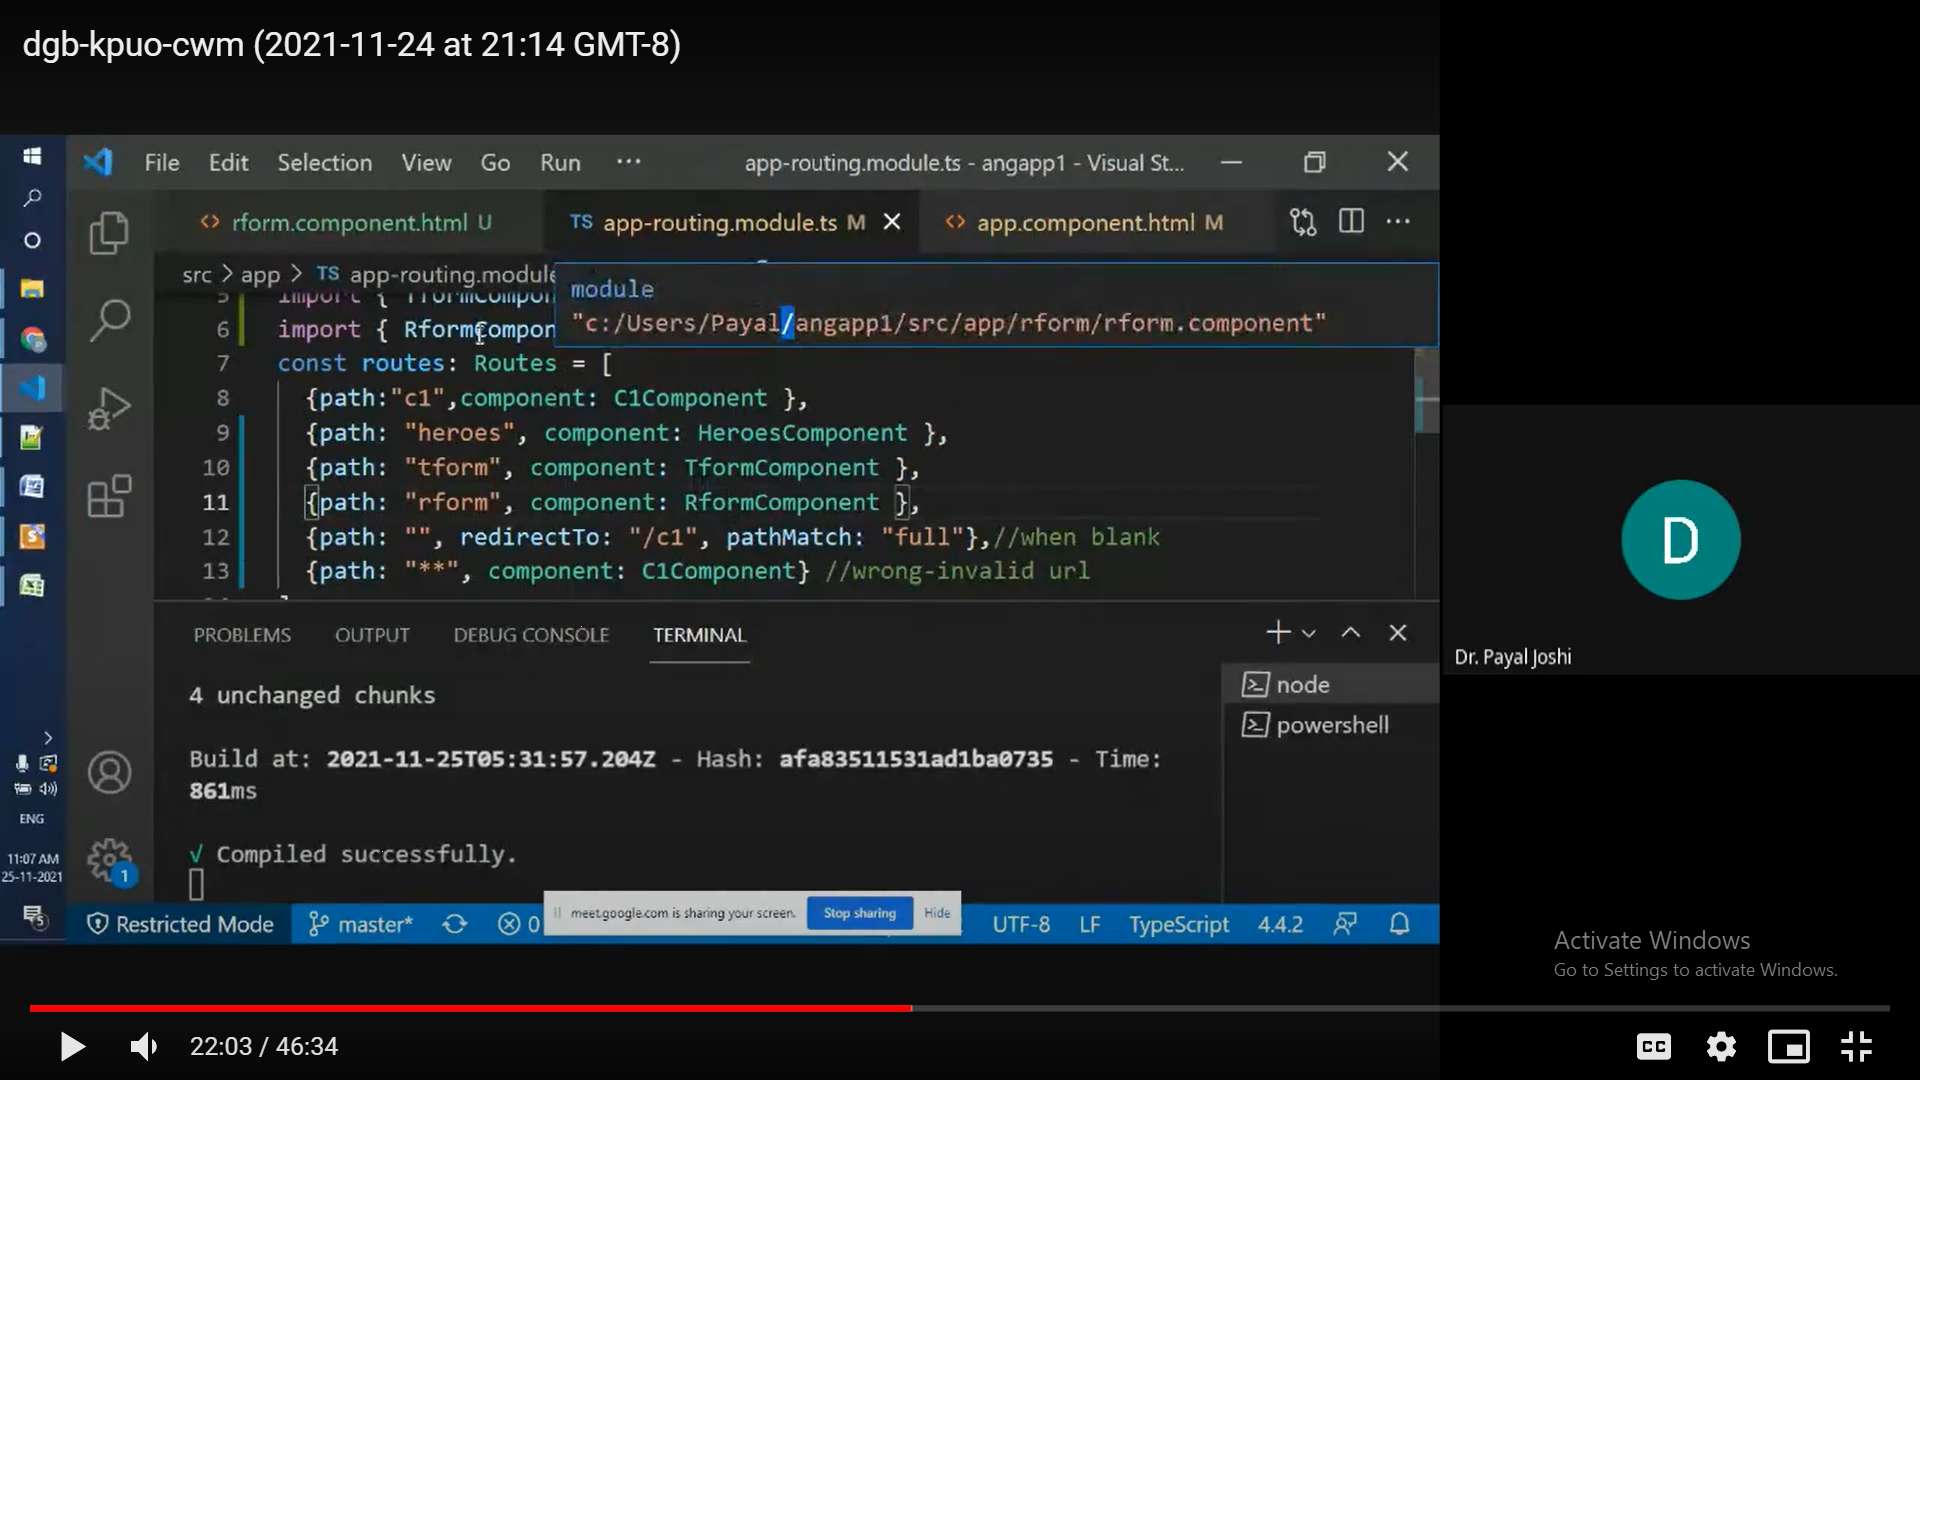 dgb-kpuo-cwm (2021-11-24 at 21:14 GMT-8)
File Edit Selection View Go Run ··· app-routing.module.ts - angapp1 - Visual St...
<> rform.component.html U TS app-routing.module.ts M <> app.component.html M
src > app > TS app-routing.module
module
"c:/Users/Payal/angapp1/src/app/rform/rform.component"
5 import { TformCompon
6 import { RformCompon
7 const routes: Routes = [
8 {path:"c1",component: C1Component },
9 {path: "heroes", component: HeroesComponent },
10 {path: "tform", component: TformComponent },
11 {path: "rform", component: RformComponent },
12 {path: "", redirectTo: "/c1", pathMatch: "full"},//when blank
13 {path: "**", component: C1Component} //wrong-invalid url
PROBLEMS OUTPUT DEBUG CONSOLE TERMINAL
4 unchanged chunks
Build at: 2021-11-25T05:31:57.204Z - Hash: afa83511531ad1ba0735 - Time:
861ms
√ Compiled successfully.
node
powershell
ENG
11:07 AM
25-11-2021
5
1
Restricted Mode master* 0
meet.google.com is sharing your screen. Stop sharing Hide
UTF-8 LF TypeScript 4.4.2
D
Dr. Payal Joshi
Activate Windows
Go to Settings to activate Windows.
22:03 / 46:34
CC